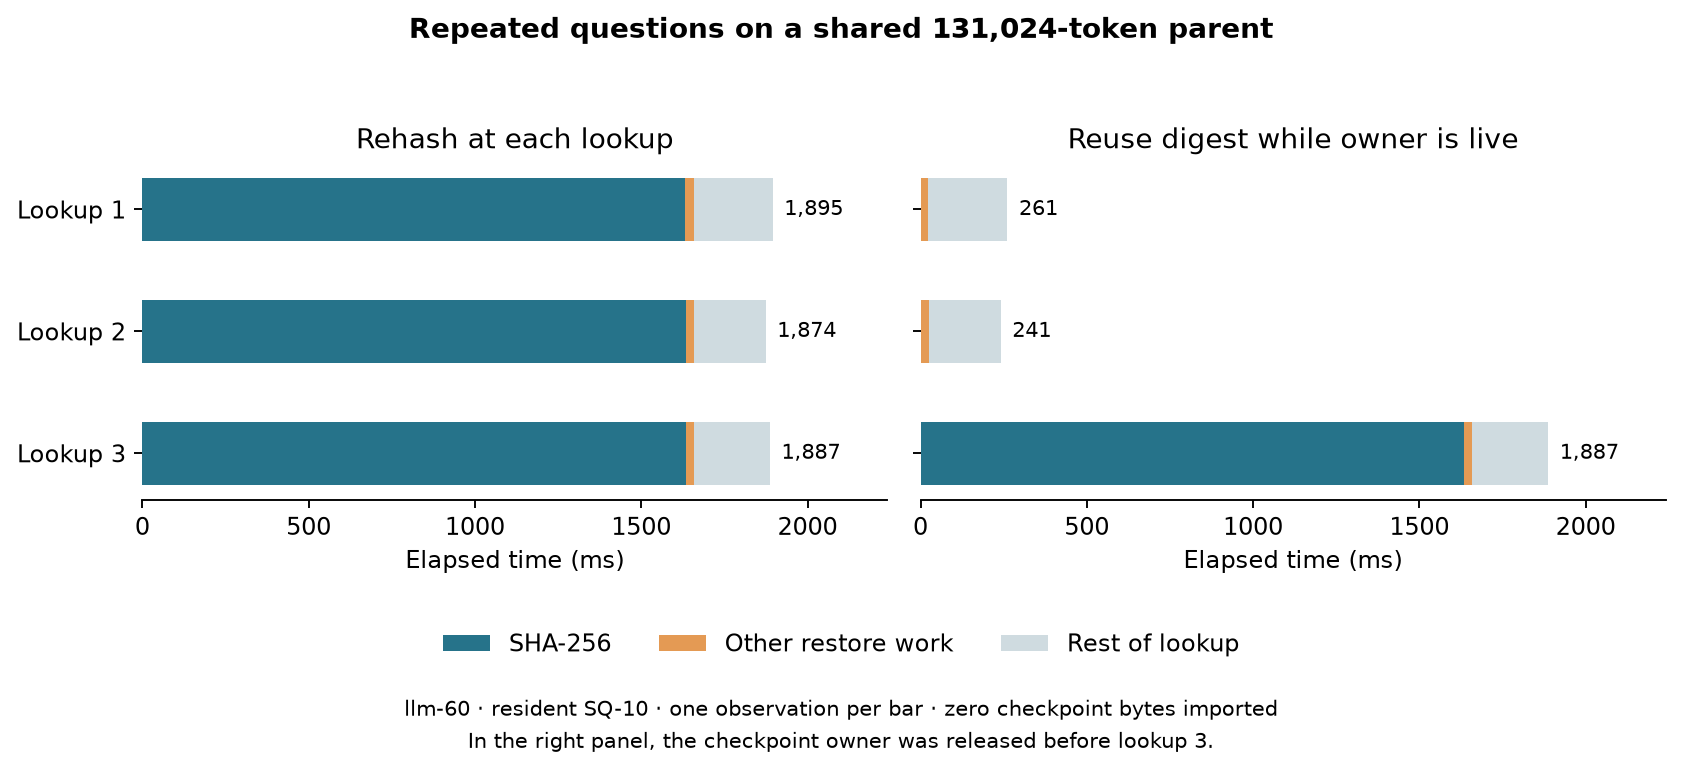 Repeated questions on a shared 131,024-token parent
Rehash at each lookup
Lookup 1
1,895
Lookup 2
1,874
Lookup 3
1,887
0 500 1000 1500 2000
Elapsed time (ms)
Reuse digest while owner is live
261
241
1,887
0 500 1000 1500 2000
Elapsed time (ms)
SHA-256 Other restore work Rest of lookup
llm-60 · resident SQ-10 · one observation per bar · zero checkpoint bytes imported
In the right panel, the checkpoint owner was released before lookup 3.